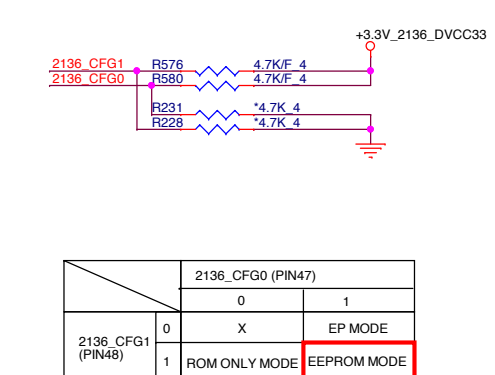 +3.3V_2136_DVCC33
2136_CFG1 R576 4.7K/F_4
2136_CFG0 R580 4.7K/F_4
R231 *4.7K_4
R228 *4.7K_4
2136_CFG0 (PIN47)
0 1
2136_CFG1 (PIN48)
0 X EP MODE
1 ROM ONLY MODE EEPROM MODE